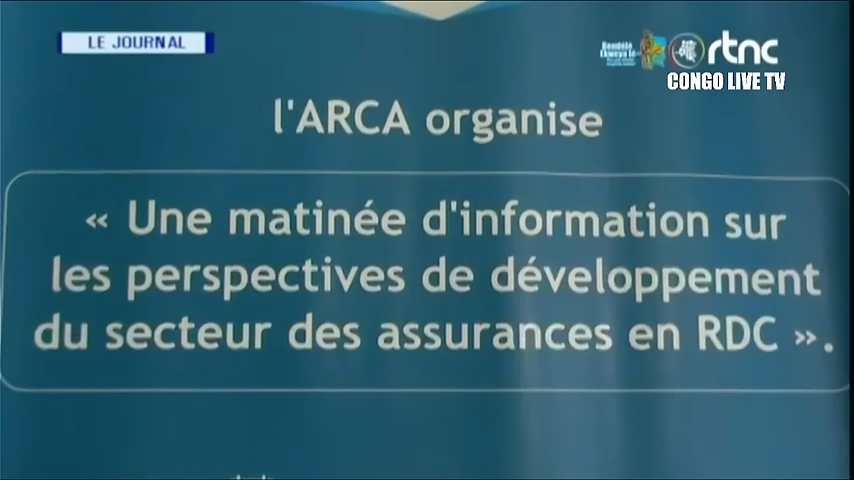 LE JOURNAL
rtnc
CONGO LIVE TV
l'ARCA organise
« Une matinée d'information sur
les perspectives de développement
du secteur des assurances en RDC ».